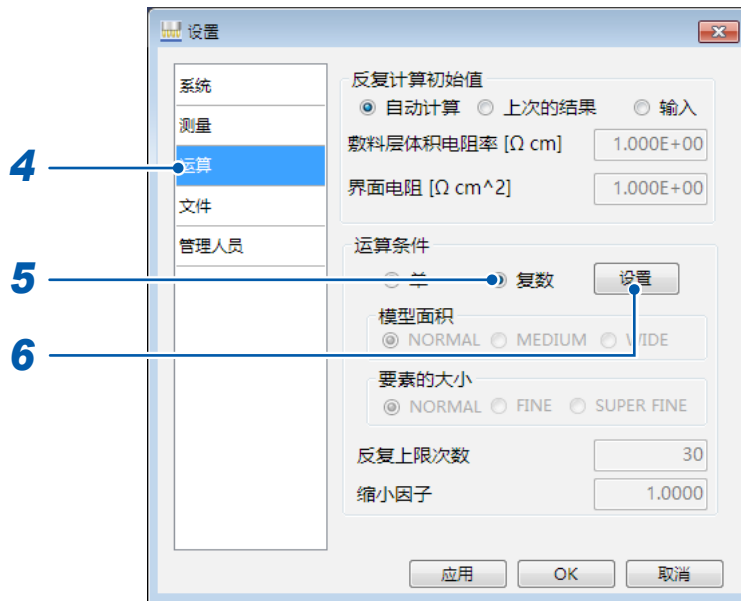 设置
系统
测量
运算
文件
管理人员
反复计算初始值
自动计算 上次的结果 输入
敷料层体积电阻率 [Ω cm] 1.000E+00
界面电阻 [Ω cm^2] 1.000E+00
运算条件
单 复数 设置
模型面积
NORMAL MEDIUM WIDE
要素的大小
NORMAL FINE SUPER FINE
反复上限次数 30
缩小因子 1.0000
应用 OK 取消
4
5
6